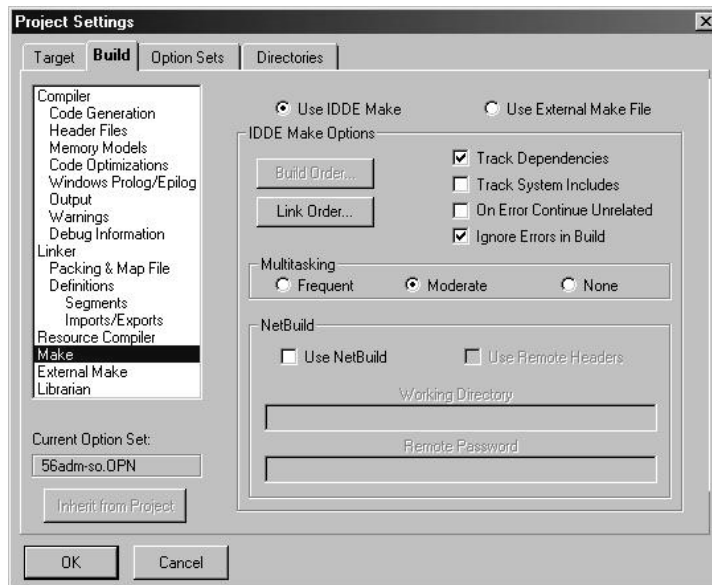 Project Settings
Target
Build
Option Sets
Directories
Compiler
Code Generation
Header Files
Memory Models
Code Optimizations
Windows Prolog/Epilog
Output
Warnings
Debug Information
Linker
Packing & Map File
Definitions
Segments
Imports/Exports
Resource Compiler
Make
External Make
Librarian
Current Option Set:
56adm-so.OPN
Inherit from Project
Use IDDE Make
Use External Make File
IDDE Make Options
Build Order...
Link Order...
Track Dependencies
Track System Includes
On Error Continue Unrelated
Ignore Errors in Build
Multitasking
Frequent
Moderate
None
NetBuild
Use NetBuild
Use Remote Headers
Working Directory
Remote Password
OK
Cancel